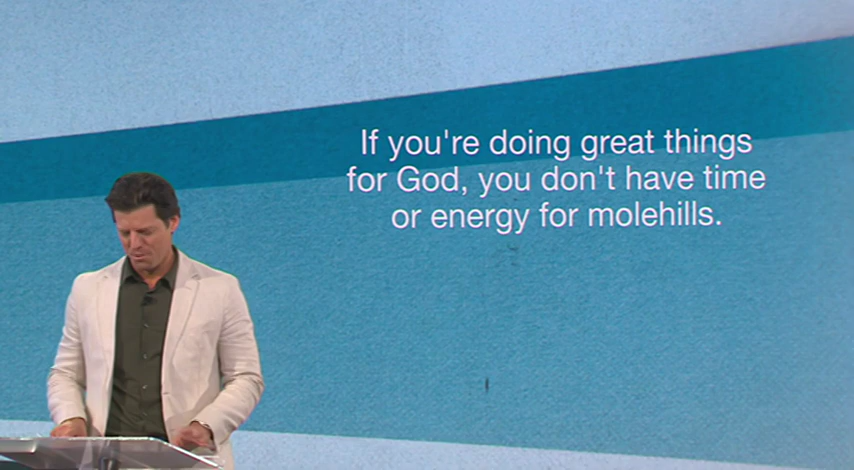 If you're doing great things
for God, you don't have time
or energy for molehills.